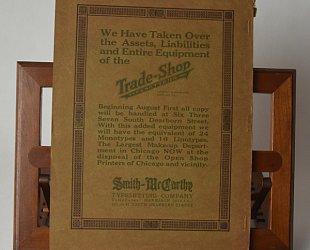 We Have Taken Over
the Assets, Liabilities
and Entire Equipment
of the
Trade-Shop
Beginning August First all copy
will be handled at Six Three
Seven South Dearborn Street.
With this added equipment we
will have the equivalent of 24
Monotypes and 10 Linotypes.
The Largest Makeup Depart-
ment in Chicago NOW at the
disposal of the Open Shop
Printers of Chicago and vicinity.
Smith-McCarthy
TYPESETTING COMPANY